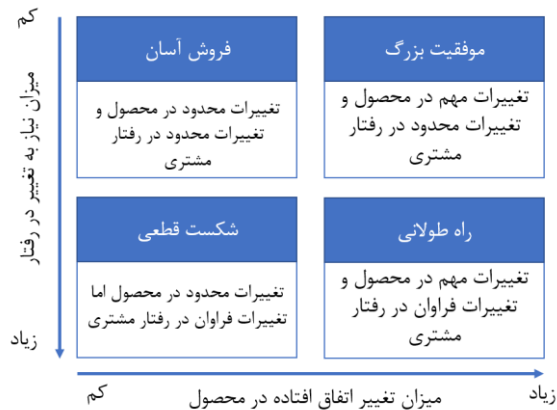 کم
میزان نیاز به تغییر در رفتار
زیاد
موفقیت بزرگ
تغییرات مهم در محصول و
تغییرات محدود در رفتار
مشتری
فروش آسان
تغییرات محدود در محصول و
تغییرات محدود در رفتار
مشتری
راه طولانی
تغییرات مهم در محصول و
تغییرات فراوان در رفتار
مشتری
شکست قطعی
تغییرات محدود در محصول اما
تغییرات فراوان در رفتار مشتری
زیاد
میزان تغییر اتفاق افتاده در محصول
کم